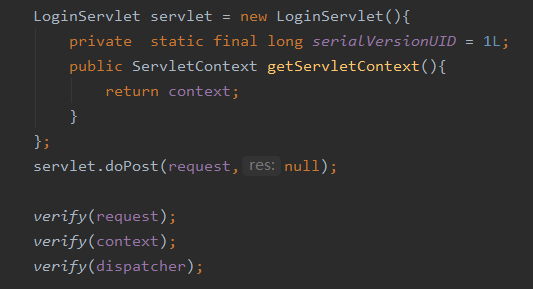 LoginServlet servlet = new LoginServlet(){
    private  static final long serialVersionUID = 1L;
    public ServletContext getServletContext(){
        return context;
    }
};
servlet.doPost(request, res: null);

verify(request);
verify(context);
verify(dispatcher);